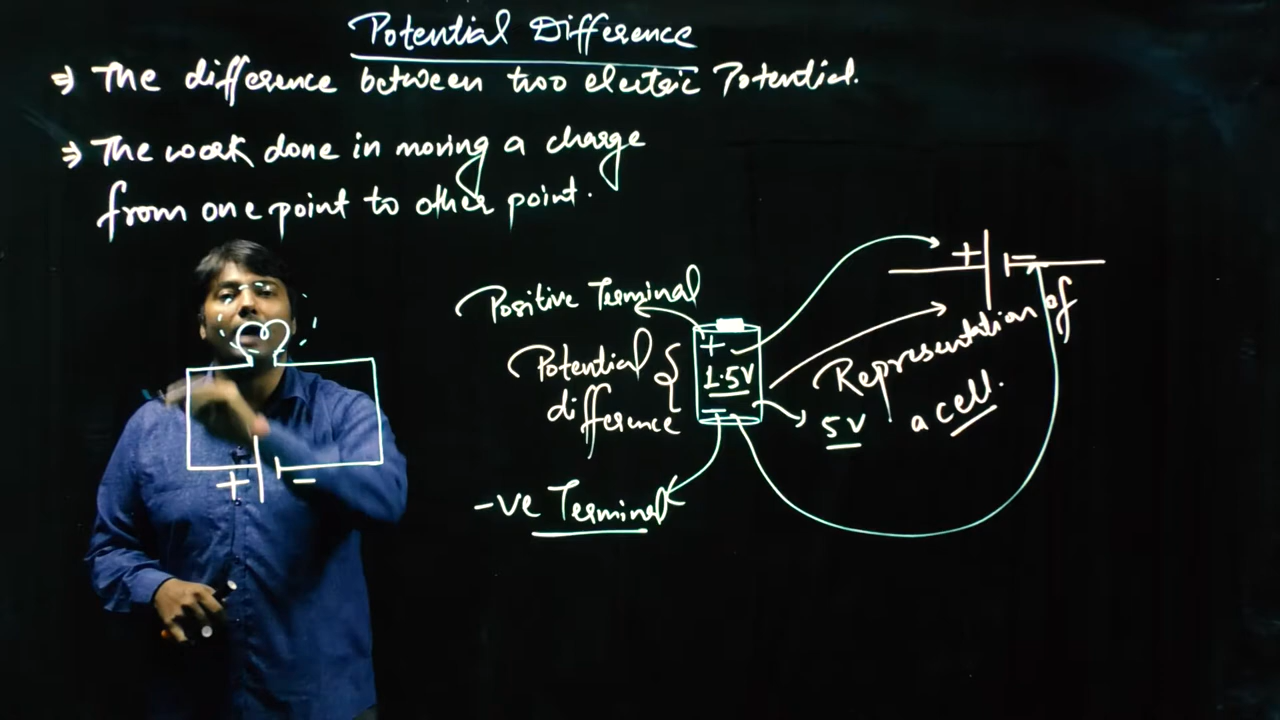 Potential Difference
⇒ The difference between two electric Potential.
⇒ The work done in moving a charge
from one point to other point.
+ -
Positive Terminal
+
Potential
difference
1.5V
-
5V
Representation of
a cell.
-ve Terminal
+ -